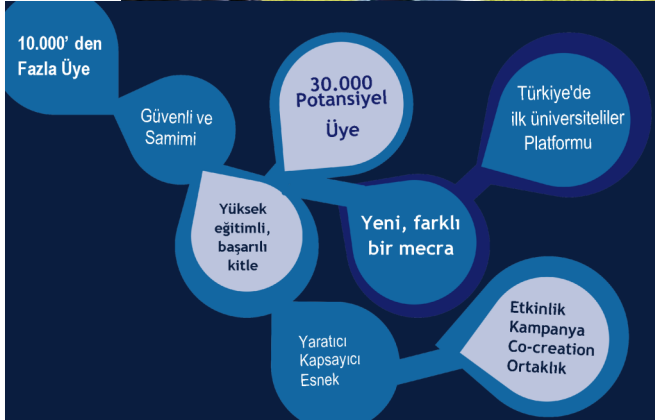 10.000’ den
Fazla Üye
Güvenli ve
Samimi
30.000
Potansiyel
Üye
Türkiye'de
ilk üniversiteliler
Platformu
Yüksek
eğitimli,
başarılı
kitle
Yeni, farklı
bir mecra
Yaratıcı
Kapsayıcı
Esnek
Etkinlik
Kampanya
Co-creation
Ortaklık